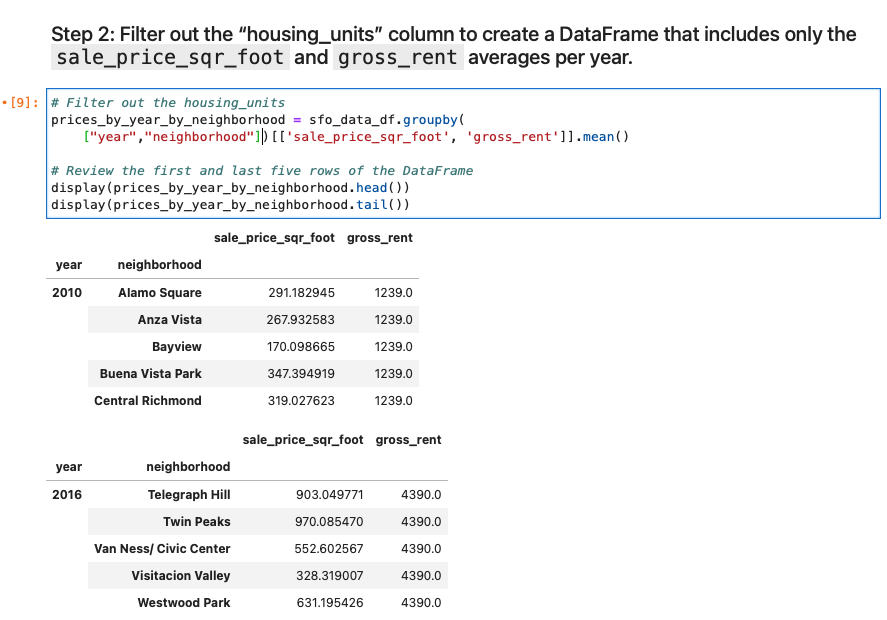 Step 2: Filter out the “housing_units” column to create a DataFrame that includes only the
sale_price_sqr_foot and gross_rent averages per year.
•[9]: # Filter out the housing_units
prices_by_year_by_neighborhood = sfo_data_df.groupby(
    ["year","neighborhood"])[['sale_price_sqr_foot', 'gross_rent']].mean()
# Review the first and last five rows of the DataFrame
display(prices_by_year_by_neighborhood.head())
display(prices_by_year_by_neighborhood.tail())
sale_price_sqr_foot gross_rent
year neighborhood
2010 Alamo Square 291.182945 1239.0
Anza Vista 267.932583 1239.0
Bayview 170.098665 1239.0
Buena Vista Park 347.394919 1239.0
Central Richmond 319.027623 1239.0
sale_price_sqr_foot gross_rent
year neighborhood
2016 Telegraph Hill 903.049771 4390.0
Twin Peaks 970.085470 4390.0
Van Ness/ Civic Center 552.602567 4390.0
Visitacion Valley 328.319007 4390.0
Westwood Park 631.195426 4390.0